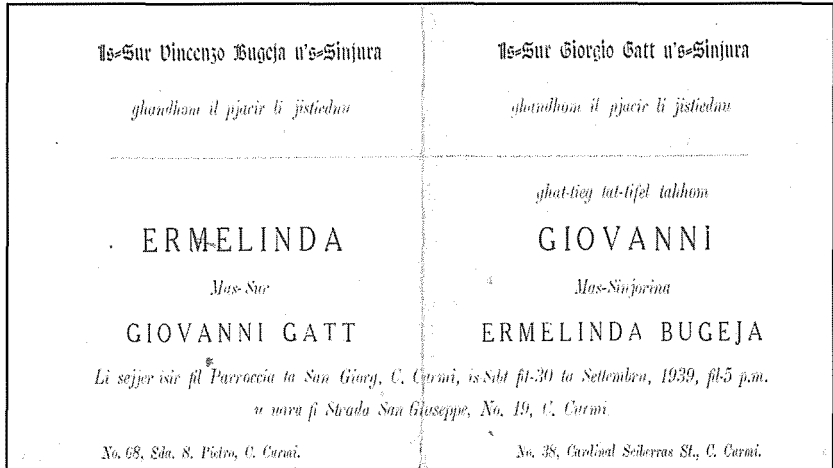 Is=Sur Vincenzo Bugeja u's=Sinjura
ghandhom il pjacir li jistiednu
ERMELINDA
Mas-Sur
GIOVANNI GATT
Is=Sur Giorgio Gatt u's=Sinjura
ghandhom il pjacir li jistiednu
ghat-tieg tat-tifel tahhom
GIOVANNI
Mas-Sinjorina
ERMELINDA BUGEJA
Li sejjer isir fil Parroccia ta San Giorg, C. Curmi, is-Sibt fit-30 ta Settembru, 1939, fil-5 p.m.
u uara fi Strada San Giuseppe, No. 19, C. Curmi.
No. 68, Sda. S. Pietro, C. Curmi.
No. 38, Cardinal Sciberras St., C. Curmi.